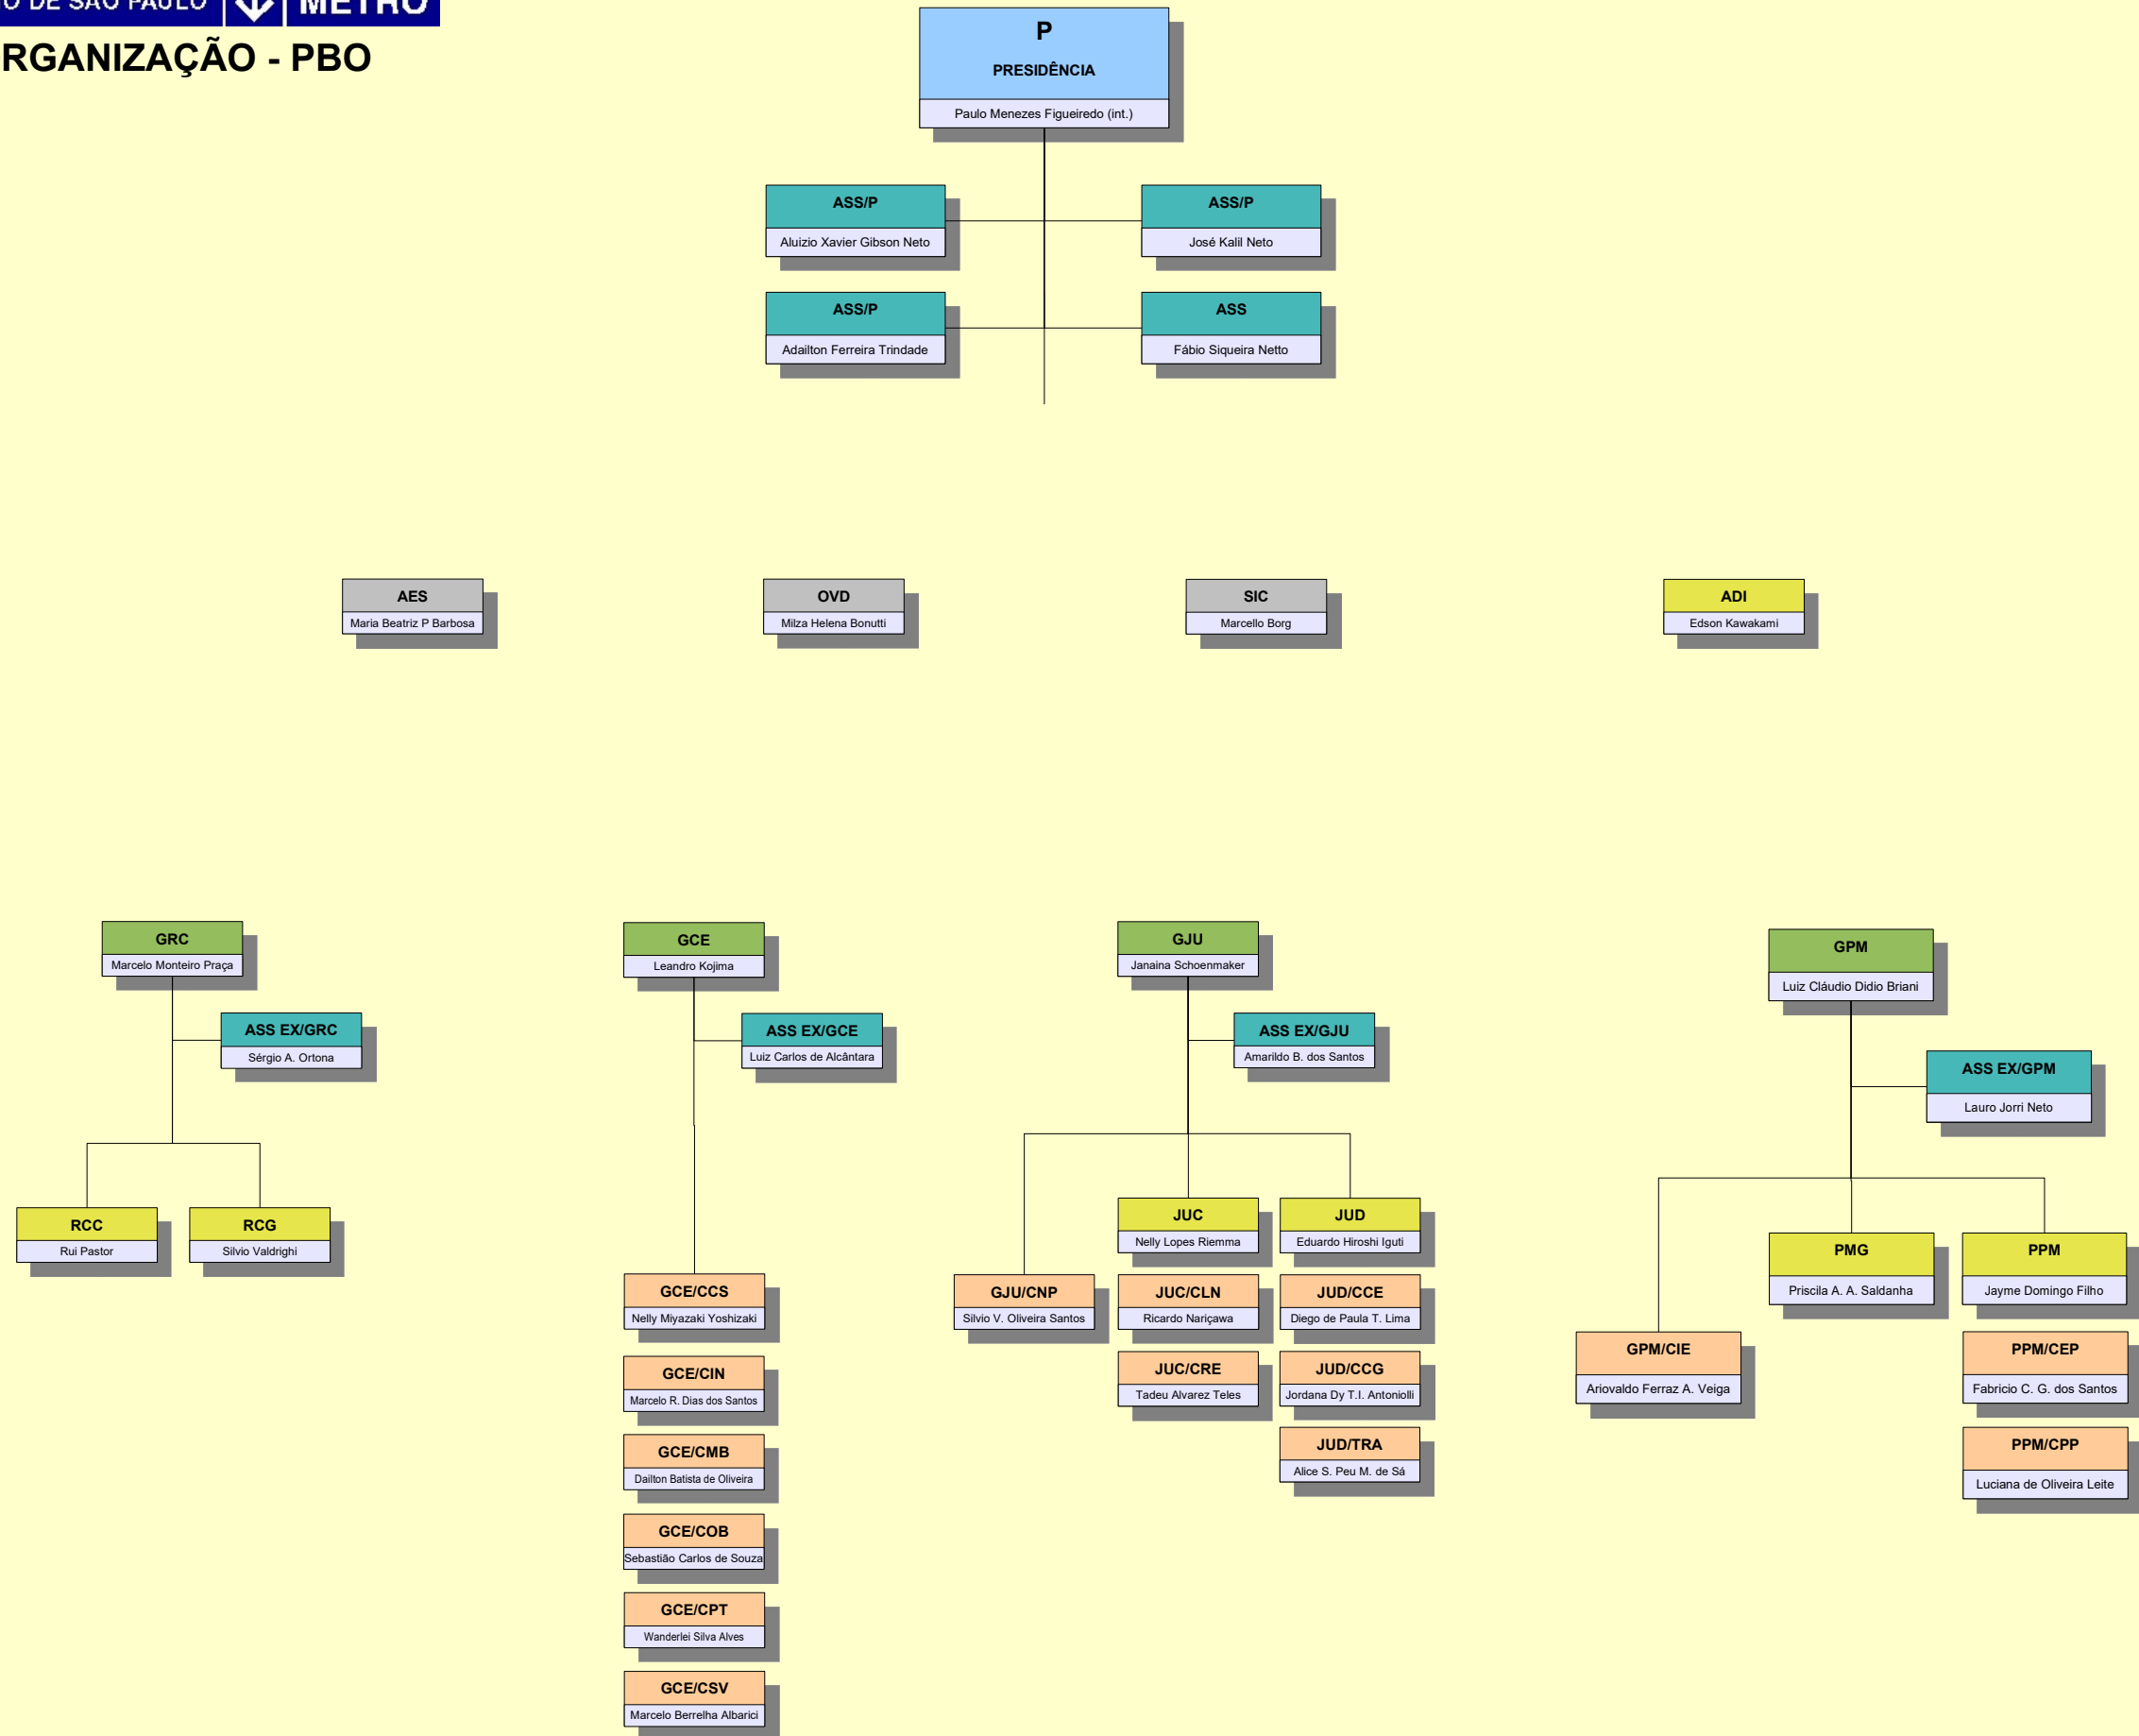 DE SÃO PAULO METRÔ
RGANIZAÇÃO - PBO
P
PRESIDÊNCIA
Paulo Menezes Figueiredo (int.)
ASS/P
Aluizio Xavier Gibson Neto
ASS/P
José Kalil Neto
ASS/P
Adailton Ferreira Trindade
ASS
Fábio Siqueira Netto
AES
Maria Beatriz P Barbosa
OVD
Milza Helena Bonutti
SIC
Marcello Borg
ADI
Edson Kawakami
GRC
Marcelo Monteiro Praça
ASS EX/GRC
Sérgio A. Ortona
RCC
Rui Pastor
RCG
Silvio Valdrighi
GCE
Leandro Kojima
ASS EX/GCE
Luiz Carlos de Alcântara
GCE/CCS
Nelly Miyazaki Yoshizaki
GCE/CIN
Marcelo R. Dias dos Santos
GCE/CMB
Dailton Batista de Oliveira
GCE/COB
Sebastião Carlos de Souza
GCE/CPT
Wanderlei Silva Alves
GCE/CSV
Marcelo Berrelha Albarici
GJU
Janaina Schoenmaker
ASS EX/GJU
Amarildo B. dos Santos
GJU/CNP
Silvio V. Oliveira Santos
JUC
Nelly Lopes Riemma
JUC/CLN
Ricardo Nariçawa
JUC/CRE
Tadeu Alvarez Teles
JUD
Eduardo Hiroshi Iguti
JUD/CCE
Diego de Paula T. Lima
JUD/CCG
Jordana Dy T.I. Antoniolli
JUD/TRA
Alice S. Peu M. de Sá
GPM
Luiz Cláudio Didio Briani
ASS EX/GPM
Lauro Jorri Neto
GPM/CIE
Ariovaldo Ferraz A. Veiga
PMG
Priscila A. A. Saldanha
PPM
Jayme Domingo Filho
PPM/CEP
Fabricio C. G. dos Santos
PPM/CPP
Luciana de Oliveira Leite